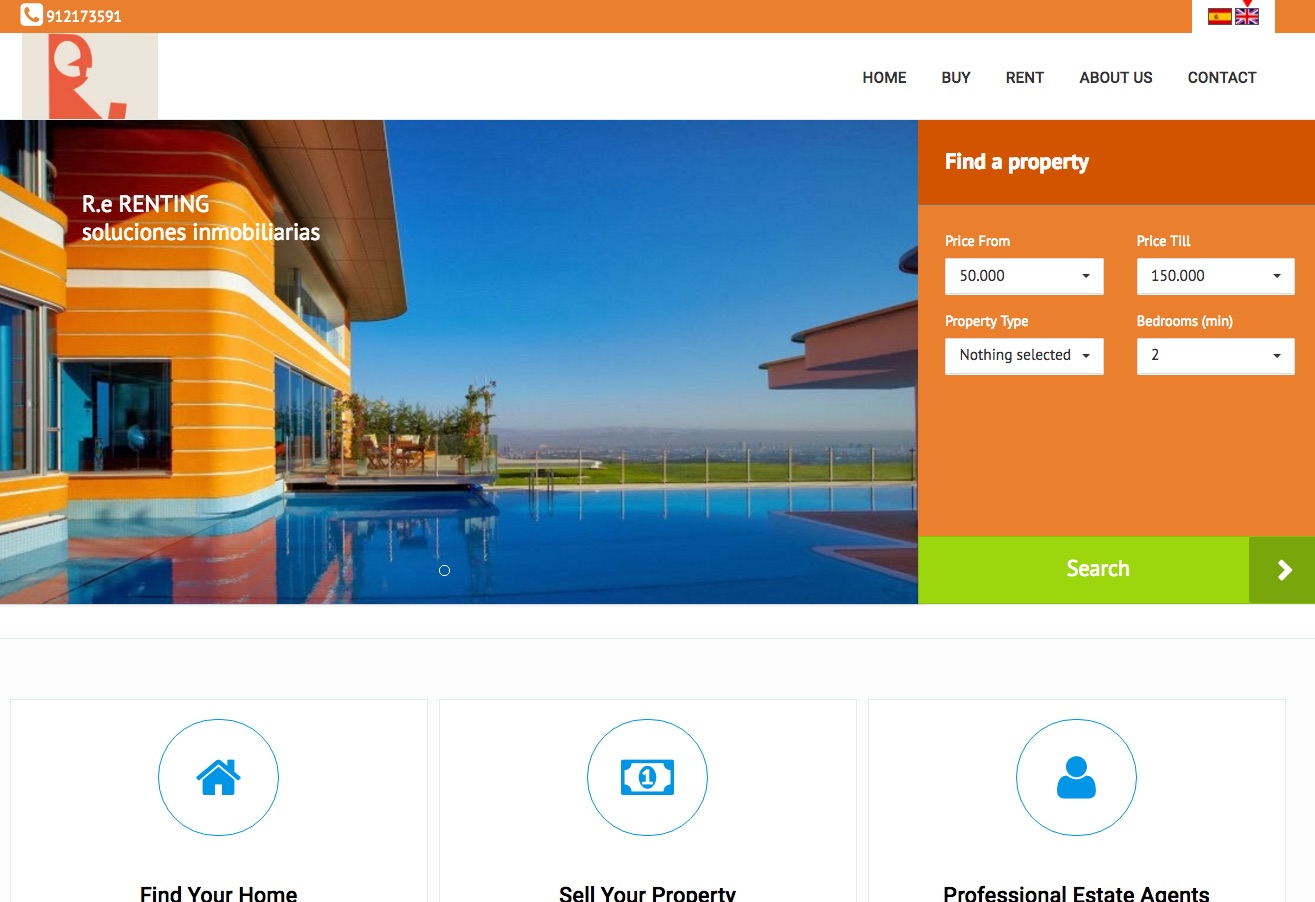 912173591
HOME BUY RENT ABOUT US CONTACT
R.e RENTING
soluciones inmobiliarias
Find a property
Price From Price Till
50.000 150.000
Property Type Bedrooms (min)
Nothing selected 2
Search
1
Find Your Home Sell Your Property Professional Estate Agents